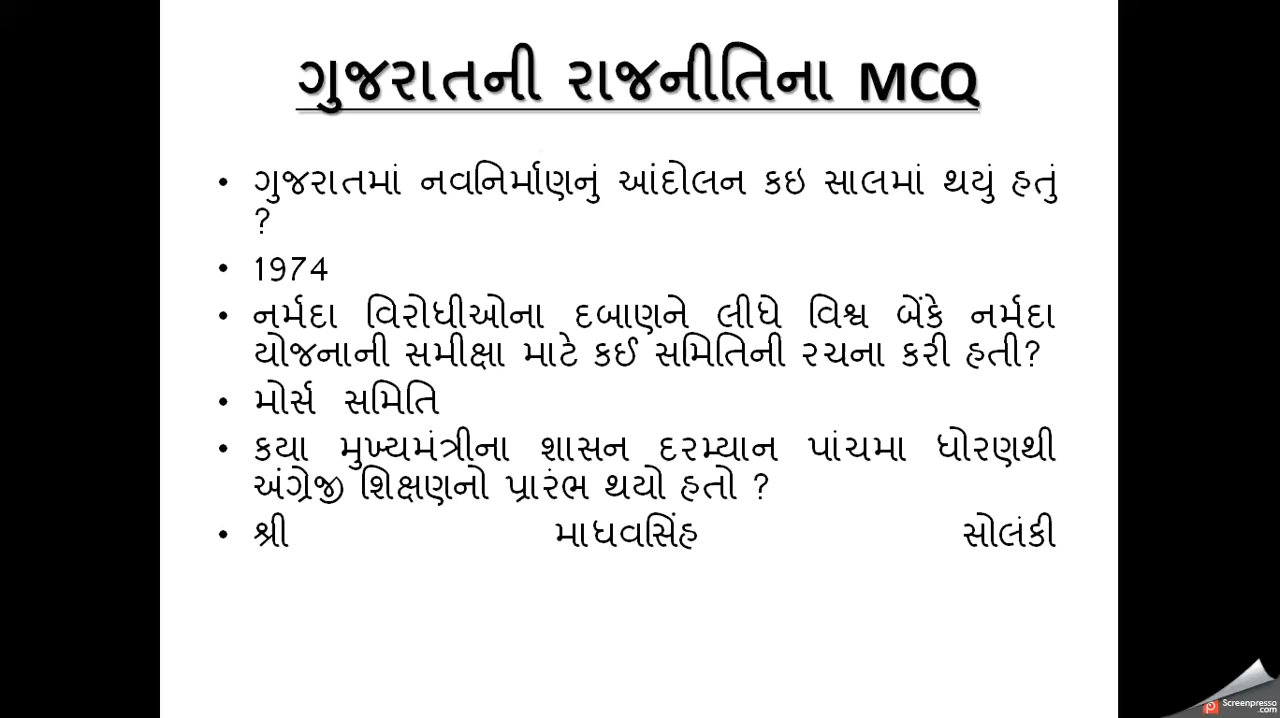 ગુજરાતની રાજનીતિના MCQ
• ગુજરાતમાં નવનિર્માણનું આંદોલન કઇ સાલમાં થયું હતું
?
• 1974
• નર્મદા વિરોધીઓના દબાણને લીધે વિશ્વ બેંકે નર્મદા
યોજનાની સમીક્ષા માટે કઈ સમિતિની રચના કરી હતી?
• મોર્સ સમિતિ
• કયા મુખ્યમંત્રીના શાસન દરમ્યાન પાંચમા ધોરણથી
અંગ્રેજી શિક્ષણનો પ્રારંભ થયો હતો ?
• શ્રી માધવસિંહ સોલંકી
Screenpresso
.com